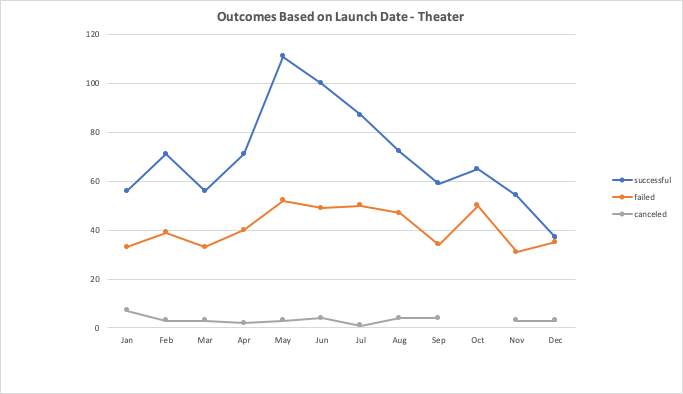 Outcomes Based on Launch Date - Theater
120
100
80
60
40
20
0
Jan Feb Mar Apr May Jun Jul Aug Sep Oct Nov Dec
successful
failed
canceled